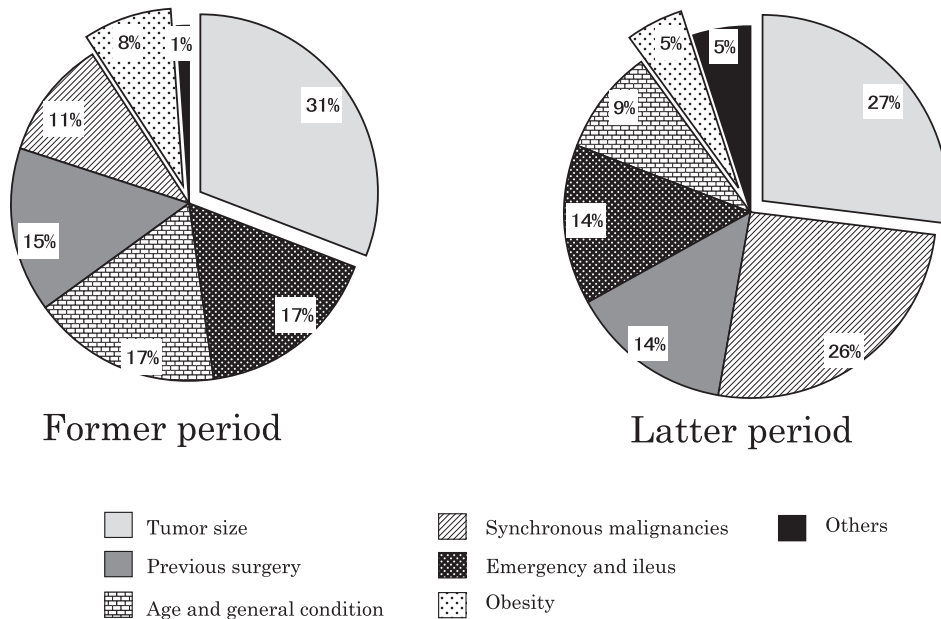 8%
1%
31%
11%
15%
17%
17%
5%
5%
27%
9%
14%
14%
26%
Former period
Latter period
Tumor size
Synchronous malignancies
Others
Previous surgery
Emergency and ileus
Age and general condition
Obesity